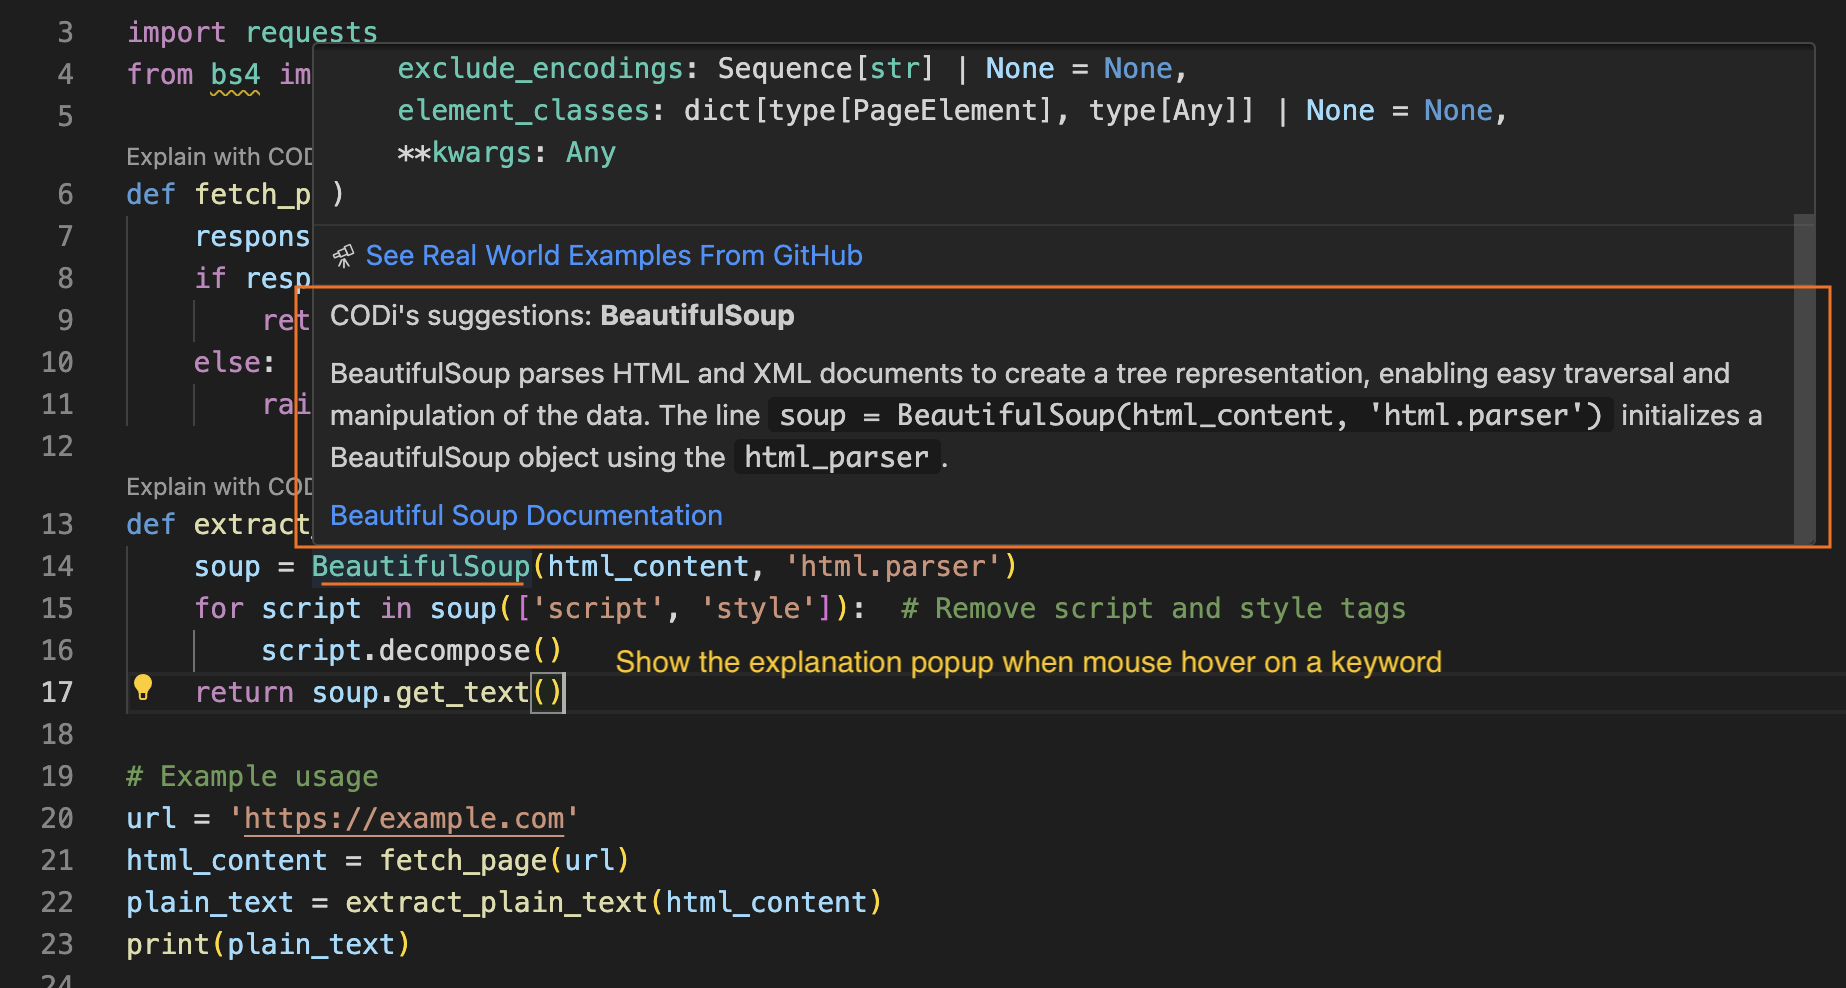 3 import requests
4 from bs4 im
5
Explain with COD
6 def fetch_p
7 respons
8 if resp
9 ret
10 else:
11 rai
12
Explain with COD
13 def extract_
exclude_encodings: Sequence[str] | None = None,
element_classes: dict[type[PageElement], type[Any]] | None = None,
**kwargs: Any
)
See Real World Examples From GitHub
CODi's suggestions: BeautifulSoup
BeautifulSoup parses HTML and XML documents to create a tree representation, enabling easy traversal and
manipulation of the data. The line soup = BeautifulSoup(html_content, 'html.parser') initializes a
BeautifulSoup object using the html_parser .
Beautiful Soup Documentation
14 soup = BeautifulSoup(html_content, 'html.parser')
15 for script in soup(['script', 'style']):  # Remove script and style tags
16 script.decompose()
Show the explanation popup when mouse hover on a keyword
17 return soup.get_text()
18
19 # Example usage
20 url = 'https://example.com'
21 html_content = fetch_page(url)
22 plain_text = extract_plain_text(html_content)
23 print(plain_text)
24